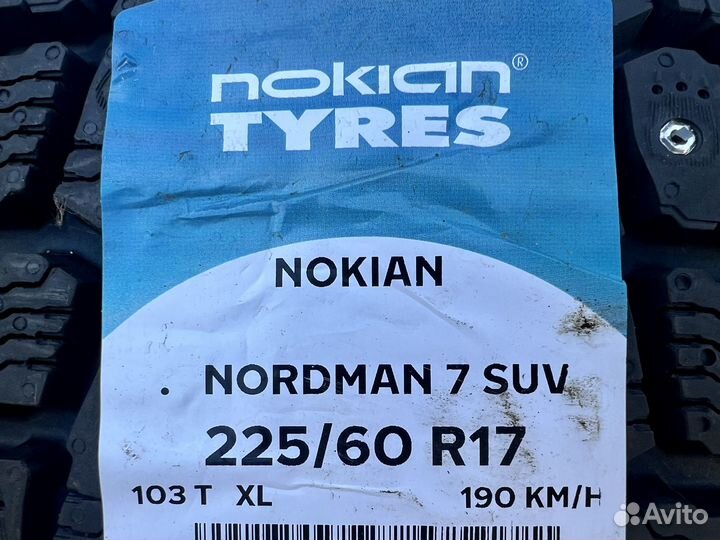 nokian®
TYRES
NOKIAN
. NORDMAN 7 SUV
225/60 R17
103 T XL 190 KM/H
Avito